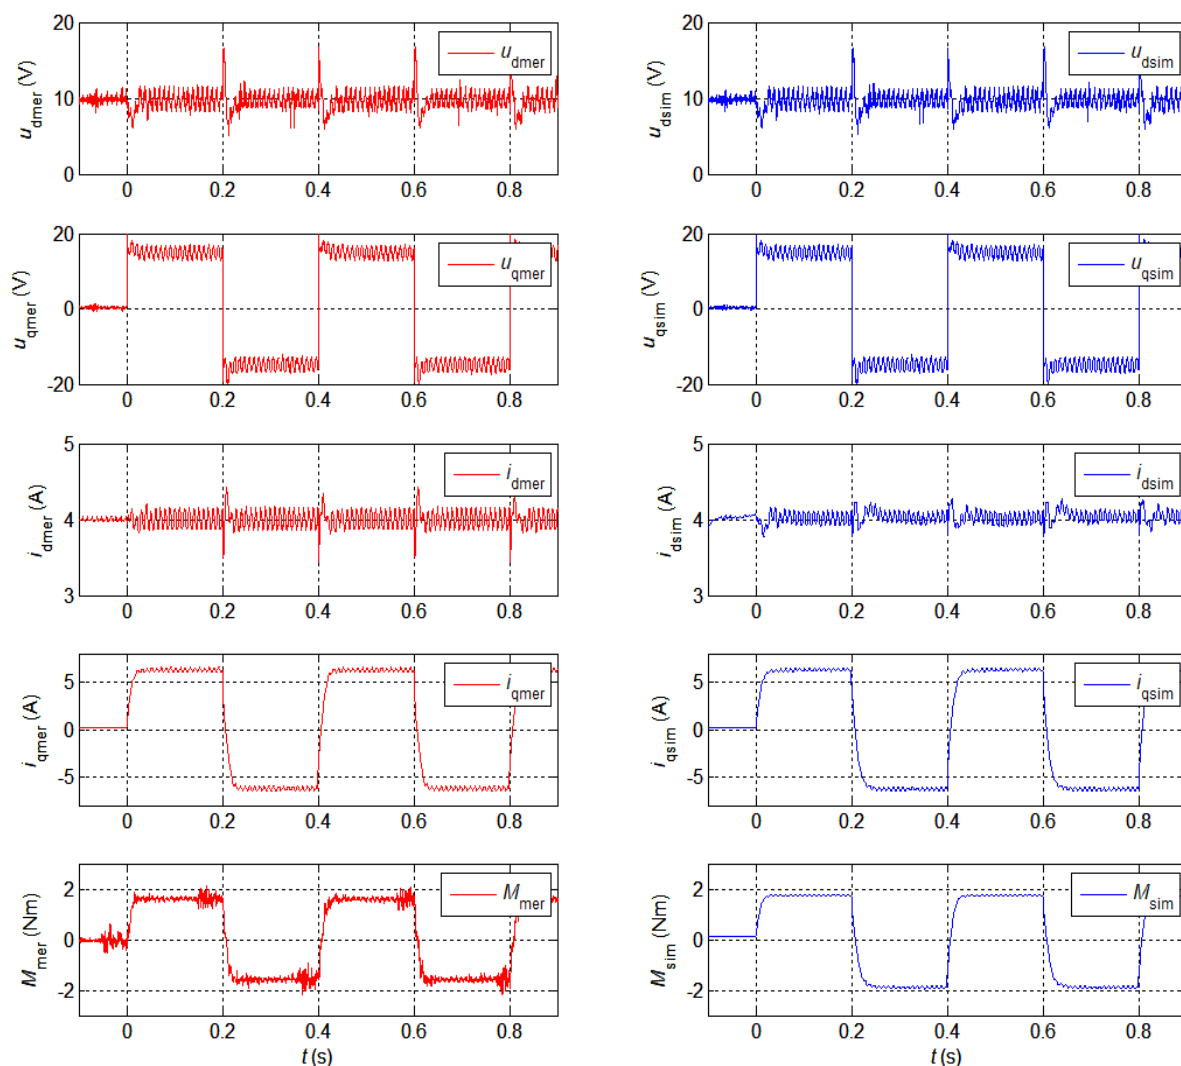 20
10
0
u_dmer (V)
u_dmer
0 0.2 0.4 0.6 0.8
20
10
0
u_dsim (V)
u_dsim
0 0.2 0.4 0.6 0.8
20
0
-20
u_qmer (V)
u_qmer
0 0.2 0.4 0.6 0.8
20
0
-20
u_qsim (V)
u_qsim
0 0.2 0.4 0.6 0.8
5
4
3
i_dmer (A)
i_dmer
0 0.2 0.4 0.6 0.8
5
4
3
i_dsim (A)
i_dsim
0 0.2 0.4 0.6 0.8
5
0
-5
i_qmer (A)
i_qmer
0 0.2 0.4 0.6 0.8
5
0
-5
i_qsim (A)
i_qsim
0 0.2 0.4 0.6 0.8
2
0
-2
M_mer (Nm)
M_mer
0 0.2 0.4 0.6 0.8
t (s)
2
0
-2
M_sim (Nm)
M_sim
0 0.2 0.4 0.6 0.8
t (s)